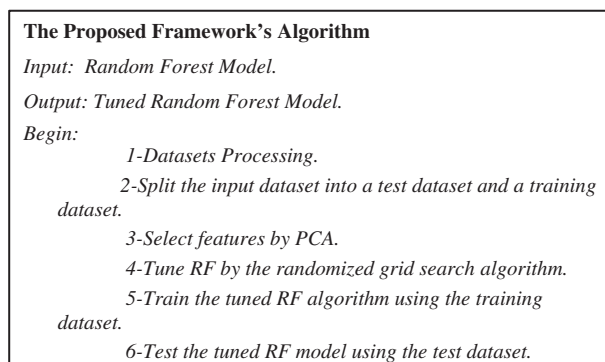 The Proposed Framework's Algorithm
Input: Random Forest Model.
Output: Tuned Random Forest Model.
Begin:
1-Datasets Processing.
2-Split the input dataset into a test dataset and a training
dataset.
3-Select features by PCA.
4-Tune RF by the randomized grid search algorithm.
5-Train the tuned RF algorithm using the training
dataset.
6-Test the tuned RF model using the test dataset.